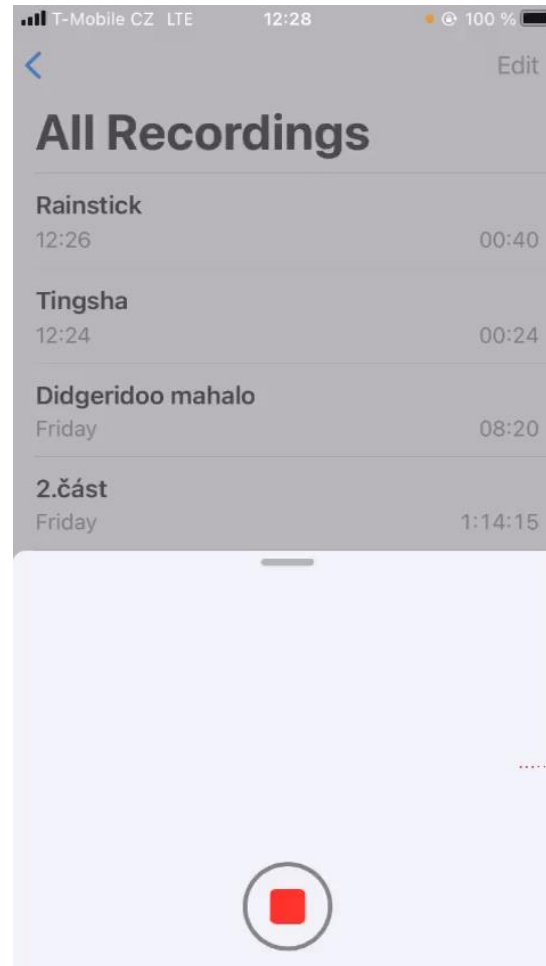 T-Mobile CZ LTE 12:28 100 %
Edit
All Recordings
Rainstick
12:26 00:40
Tingsha
12:24 00:24
Didgeridoo mahalo
Friday 08:20
2.část
Friday 1:14:15